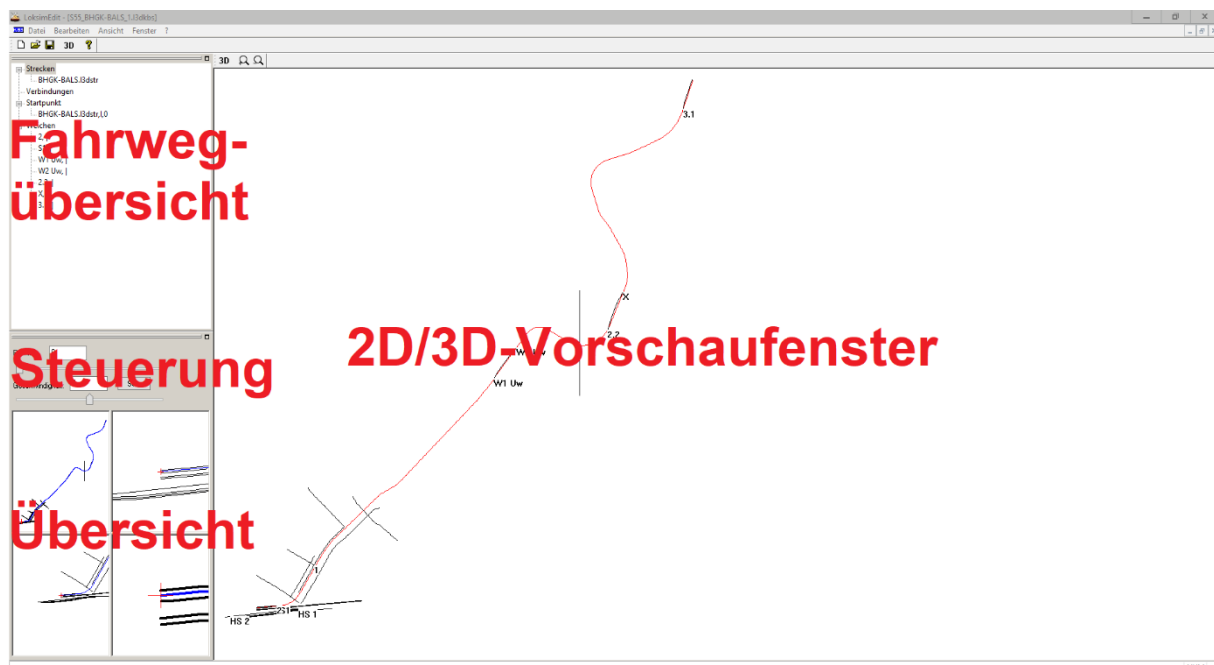 LoksimEdit - [S55_BHGK-BALS_1.l3dkbs]
Datei Bearbeiten Ansicht Fenster ?
3D
3D
Strecken
BHGK-BALS.l3dstr
Verbindungen
Startpunkt
BHGK-BALS.l3dstr,l,0
Weichen
W1 Uw, |
W2 Uw, |
Fahrweg-
übersicht
Steuerung
Übersicht
2D/3D-Vorschaufenster
3.1
X
2.2
W1 Uw
1
HS 1
HS 2